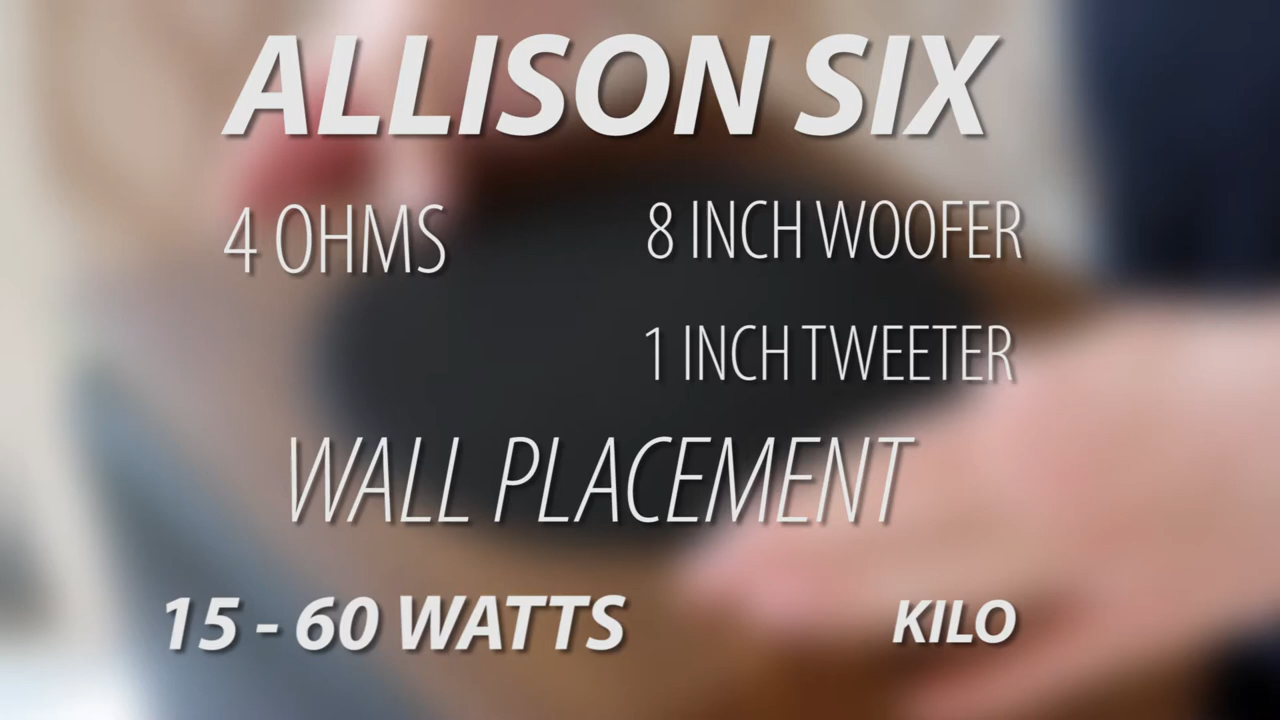 ALLISON SIX
4 OHMS
8 INCH WOOFER
1 INCH TWEETER
WALL PLACEMENT
15 - 60 WATTS
KILO